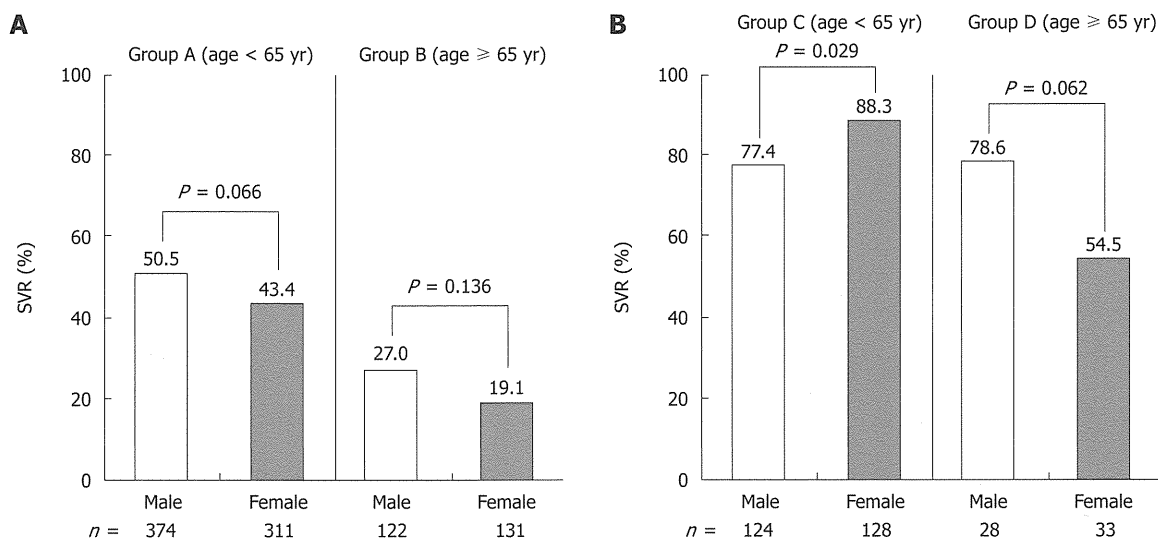 A
Group A (age < 65 yr) Group B (age ⩾ 65 yr)
100
80
60
40
20
0
SVR (%)
P = 0.066
50.5
43.4
P = 0.136
27.0
19.1
Male Female Male Female
n = 374 311 122 131
B
Group C (age < 65 yr) Group D (age ⩾ 65 yr)
100
80
60
40
20
0
SVR (%)
P = 0.029
77.4
88.3
P = 0.062
78.6
54.5
Male Female Male Female
n = 124 128 28 33